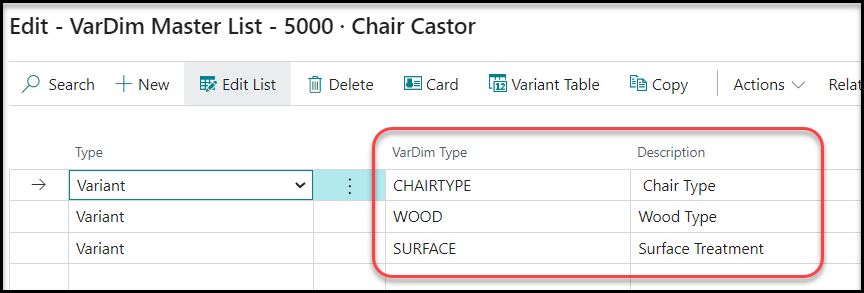 Edit - VarDim Master List - 5000 · Chair Castor
Search + New Edit List Delete Card Variant Table Copy Actions Relat
Type VarDim Type Description
Variant CHAIRTYPE Chair Type
Variant WOOD Wood Type
Variant SURFACE Surface Treatment